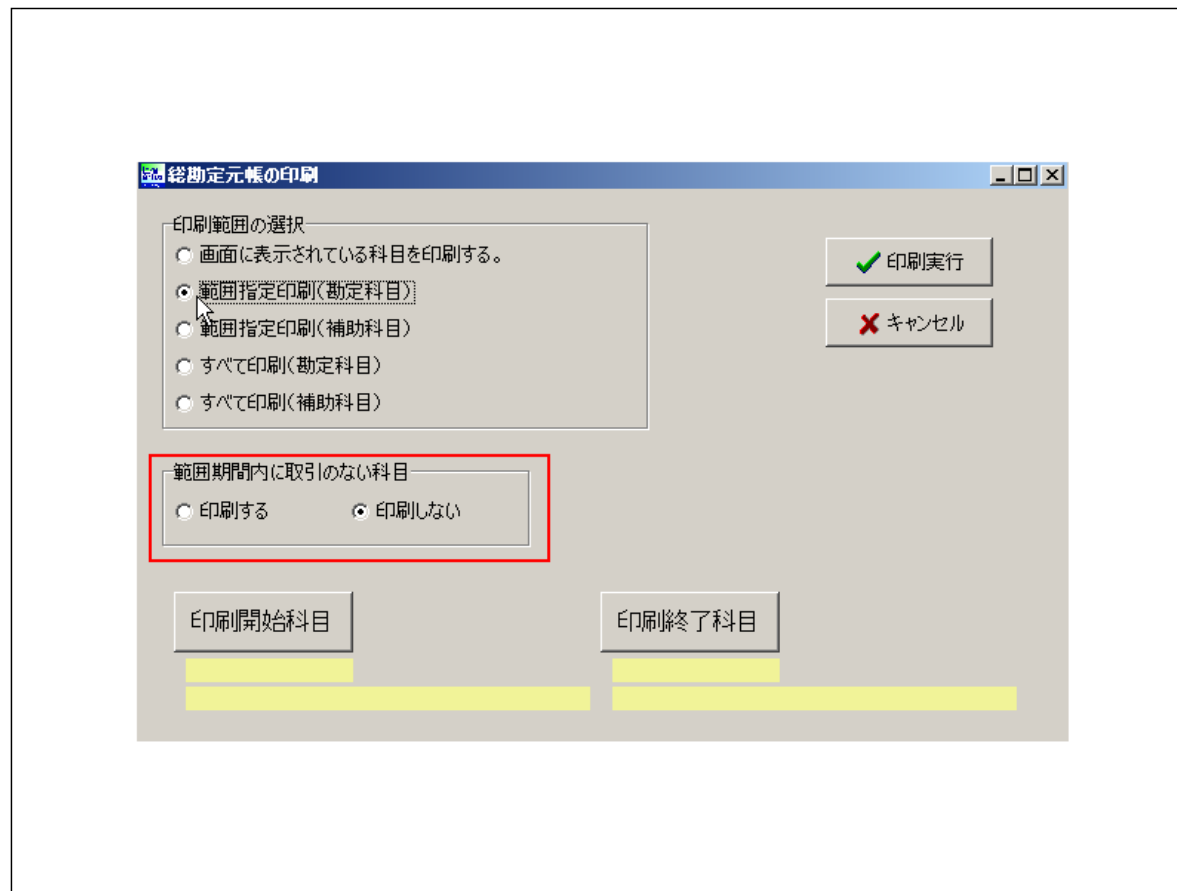 総勘定元帳の印刷
印刷範囲の選択
画面に表示されている科目を印刷する。
範囲指定印刷(勘定科目)
範囲指定印刷(補助科目)
すべて印刷(勘定科目)
すべて印刷(補助科目)
印刷実行
キャンセル
範囲期間内に取引のない科目
印刷する 印刷しない
印刷開始科目 印刷終了科目